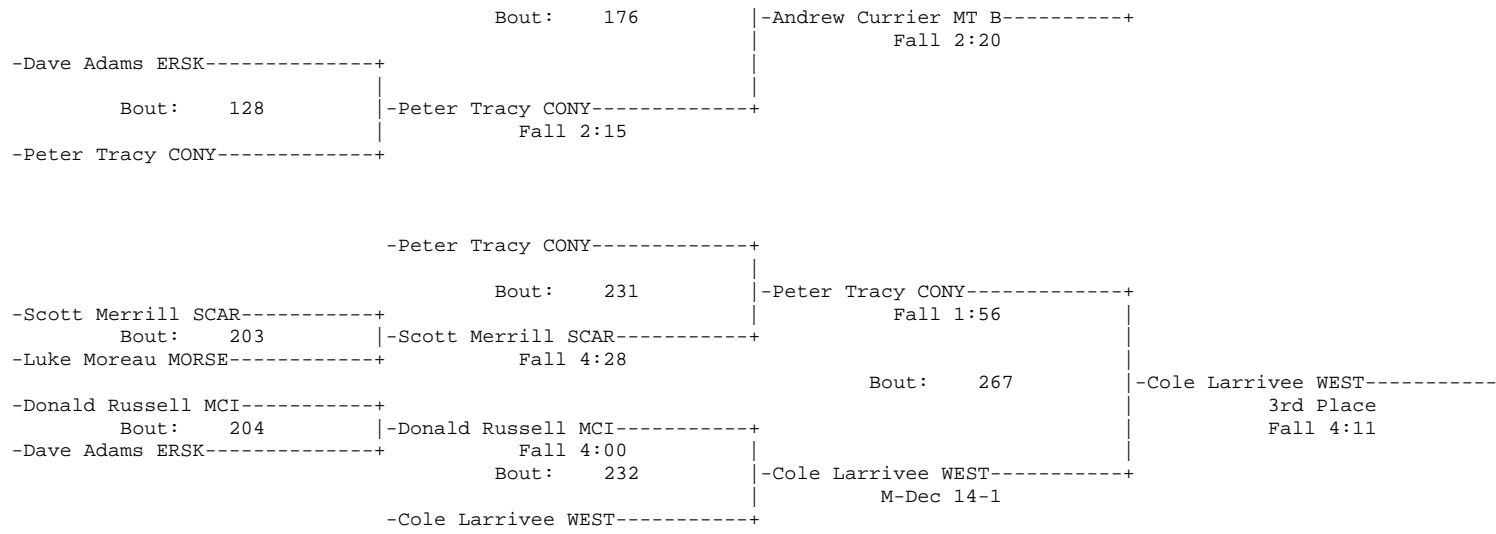 Bout: 176 |-Andrew Currier MT B----------+
| Fall 2:20
-Dave Adams ERSK--------------+ |
| |
Bout: 128 |-Peter Tracy CONY-------------+
| Fall 2:15
-Peter Tracy CONY-------------+
-Peter Tracy CONY-------------+
|
Bout: 231 |-Peter Tracy CONY-------------+
-Scott Merrill SCAR-----------+ | Fall 1:56 |
Bout: 203 |-Scott Merrill SCAR-----------+ |
-Luke Moreau MORSE------------+ Fall 4:28 |
Bout: 267 |-Cole Larrivee WEST-----------
-Donald Russell MCI-----------+ | 3rd Place
Bout: 204 |-Donald Russell MCI-----------+ | Fall 4:11
-Dave Adams ERSK--------------+ Fall 4:00 | |
Bout: 232 |-Cole Larrivee WEST-----------+
| M-Dec 14-1
-Cole Larrivee WEST-----------+